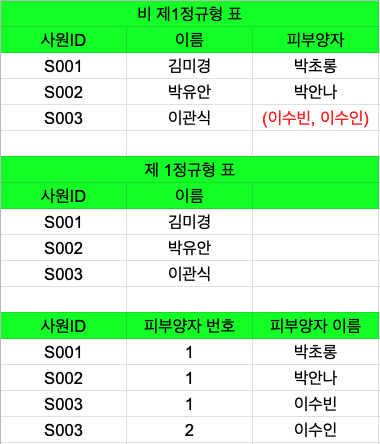 비 제1정규형 표
사원ID 이름 피부양자
S001 김미경 박초롱
S002 박유안 박안나
S003 이관식 (이수빈, 이수인)
제 1정규형 표
사원ID 이름
S001 김미경
S002 박유안
S003 이관식
사원ID 피부양자 번호 피부양자 이름
S001 1 박초롱
S002 1 박안나
S003 1 이수빈
S003 2 이수인